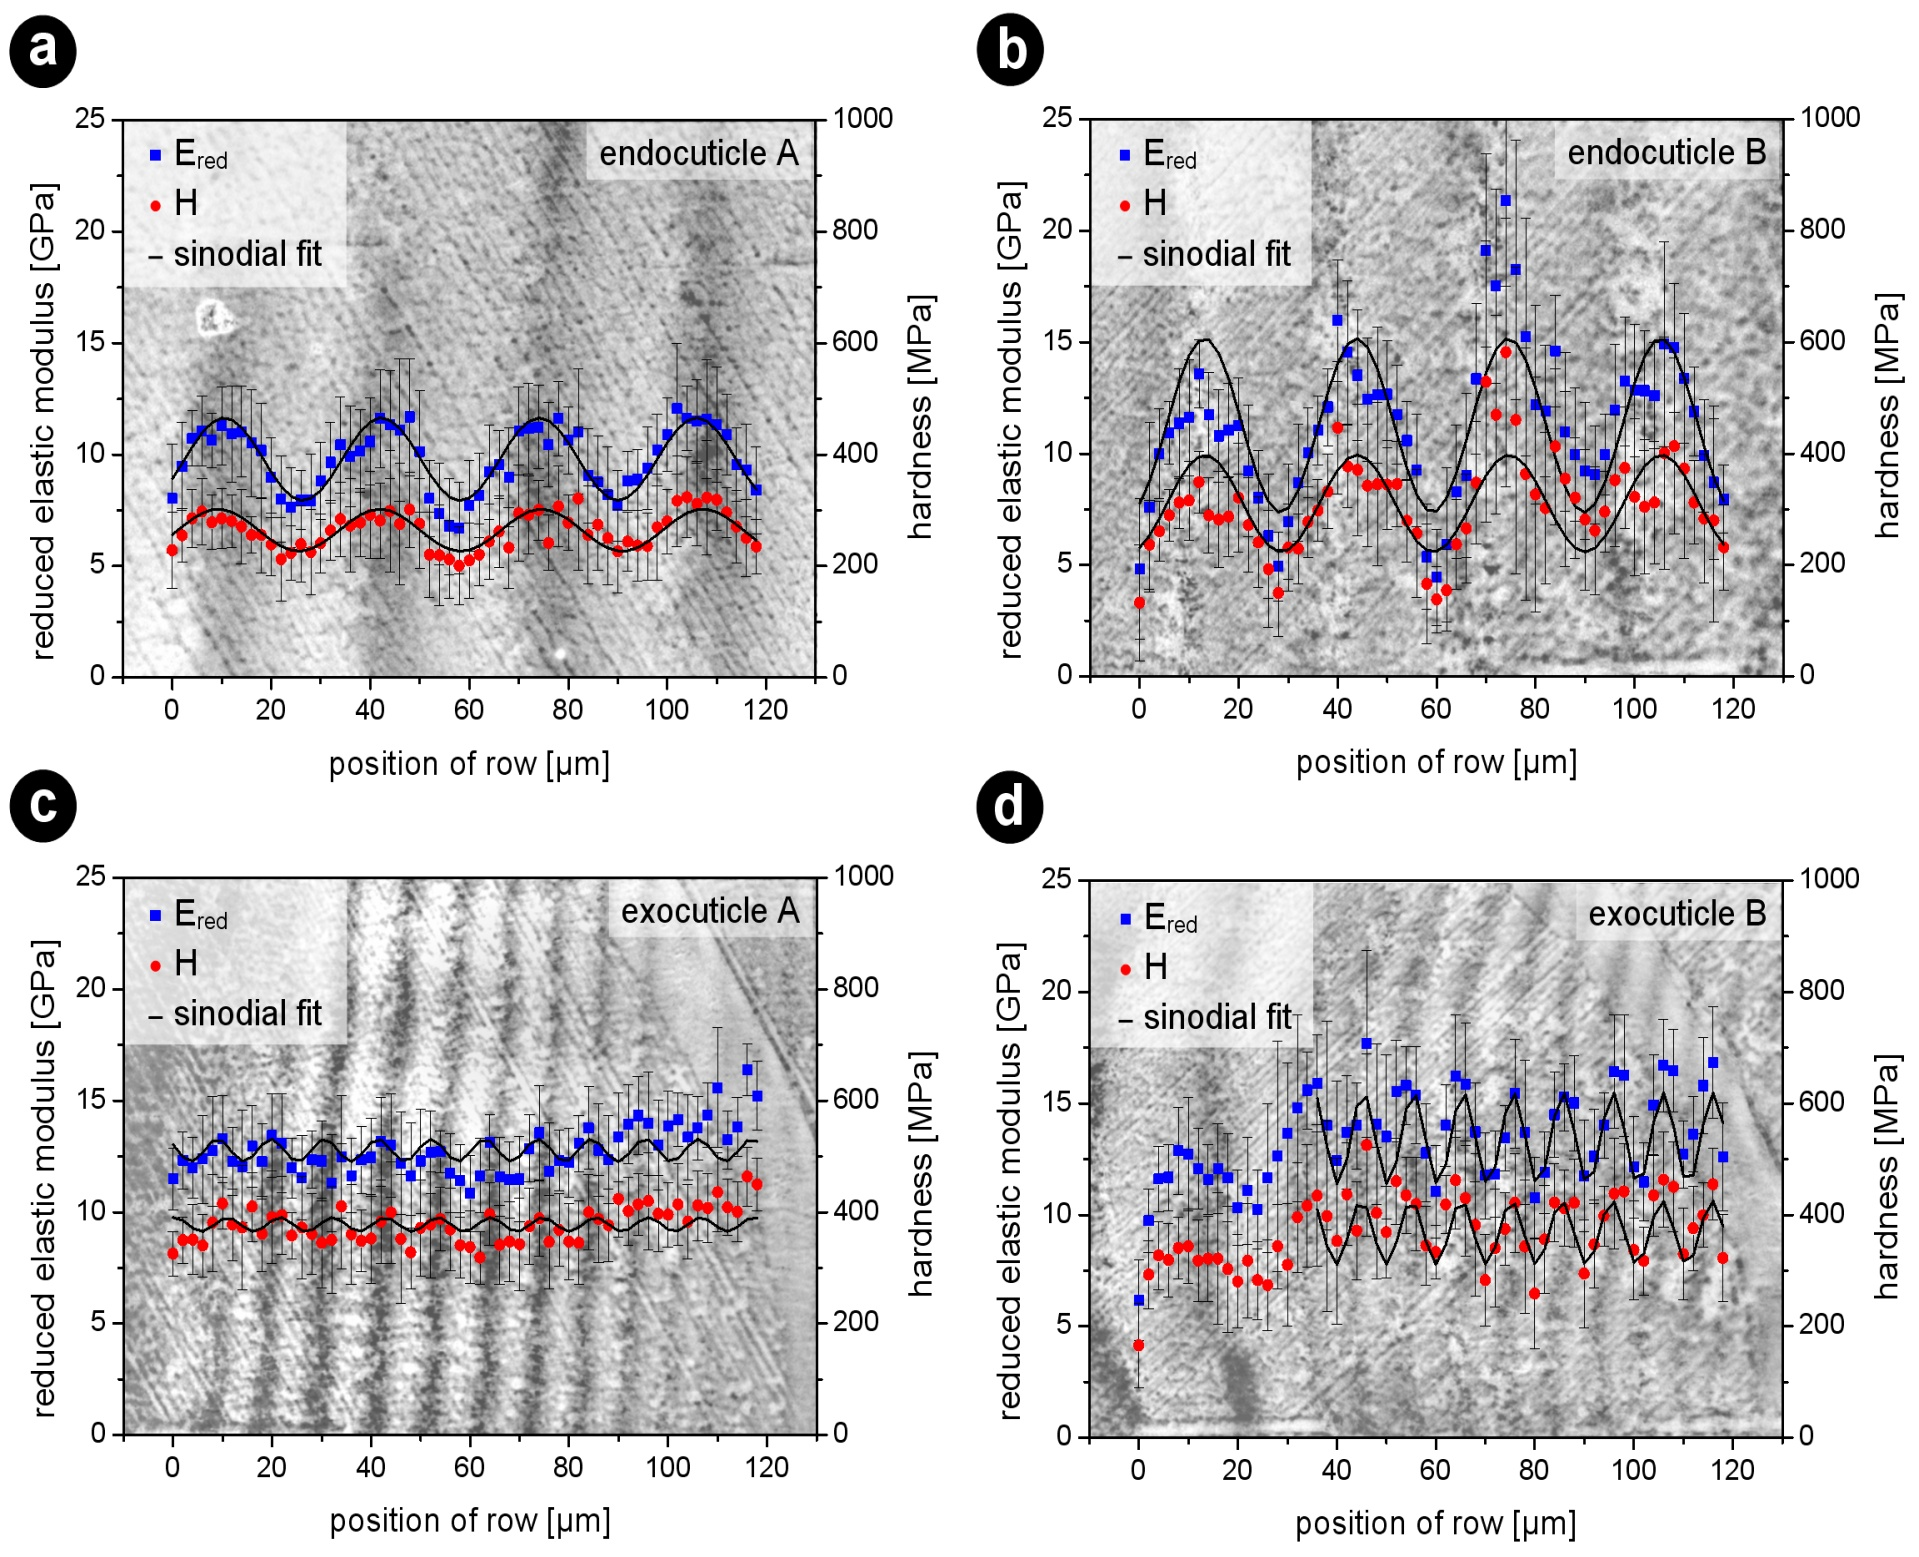 a
25
20
15
10
5
0
reduced elastic modulus [GPa]
E_red
H
– sinodial fit
endocuticle A
1000
800
600
400
200
0
hardness [MPa]
0 20 40 60 80 100 120
position of row [µm]
b
25
20
15
10
5
0
reduced elastic modulus [GPa]
E_red
H
– sinodial fit
endocuticle B
1000
800
600
400
200
0
hardness [MPa]
0 20 40 60 80 100 120
position of row [µm]
c
25
20
15
10
5
0
reduced elastic modulus [GPa]
E_red
H
– sinodial fit
exocuticle A
1000
800
600
400
200
0
hardness [MPa]
0 20 40 60 80 100 120
position of row [µm]
d
25
20
15
10
5
0
reduced elastic modulus [GPa]
E_red
H
– sinodial fit
exocuticle B
1000
800
600
400
200
0
hardness [MPa]
0 20 40 60 80 100 120
position of row [µm]